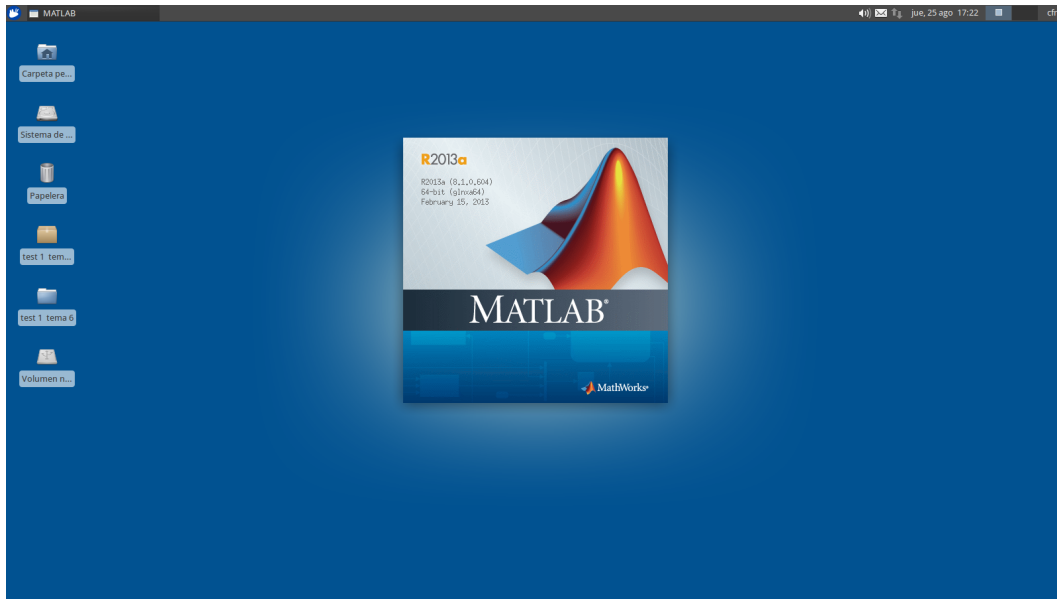 MATLAB
jue, 25 ago 17:22
cfr
Carpeta pe...
Sistema de ...
Papelera
test 1 tem...
test 1 tema 6
Volumen n...
R2013a
R2013a (8.1.0.604)
64-bit (glnxa64)
February 15, 2013
MATLAB®
MathWorks®